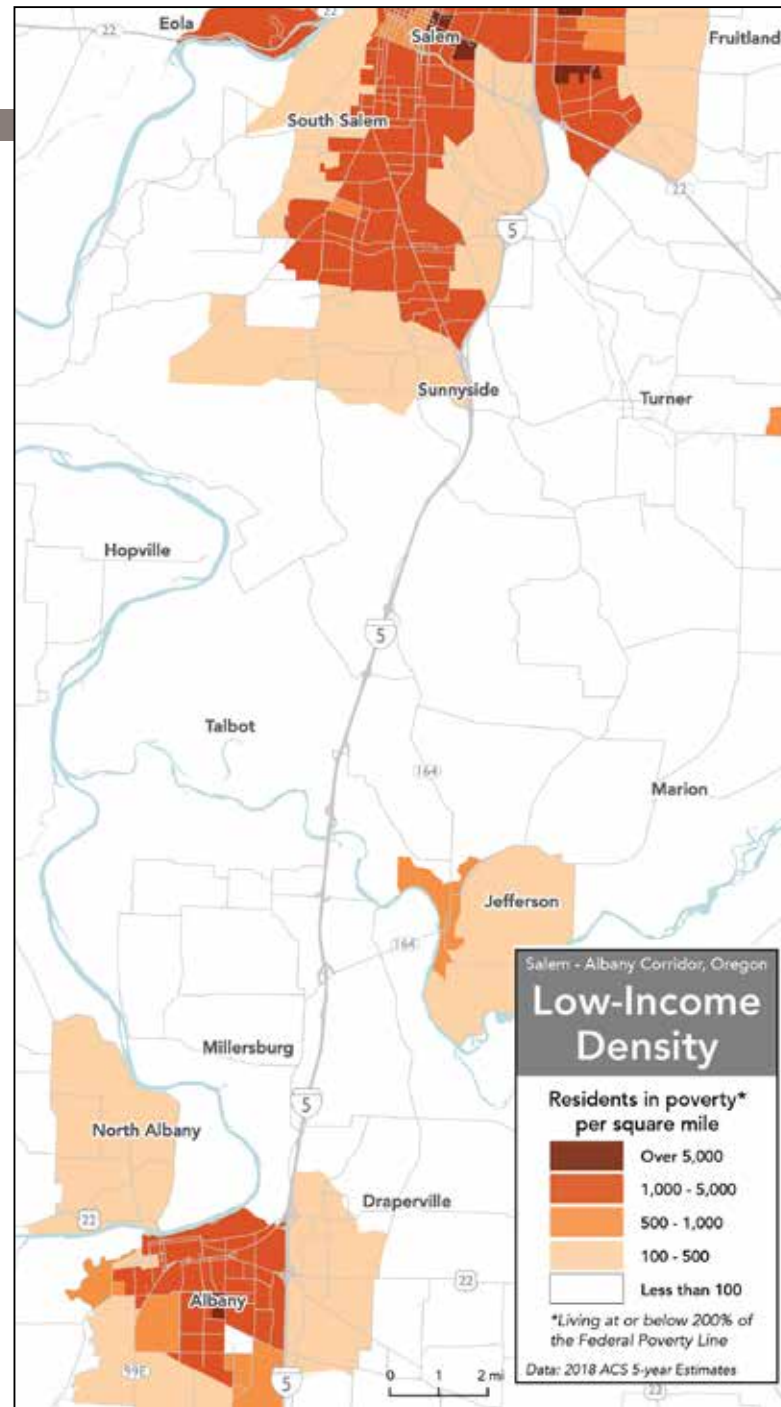 Eola
22
22
Salem
Fruitland
South Salem
22
5
Sunnyside
Turner
Hopville
5
Talbot
164
Marion
Jefferson
164
Salem - Albany Corridor, Oregon
Low-Income
Density
Millersburg
Residents in poverty*
per square mile
5
North Albany
Over 5,000
1,000 - 5,000
Draperville
22
500 - 1,000
100 - 500
22
Less than 100
Albany
*Living at or below 200% of
the Federal Poverty Line
99E
5
0 1 2 mi
Data: 2018 ACS 5-year Estimates
22